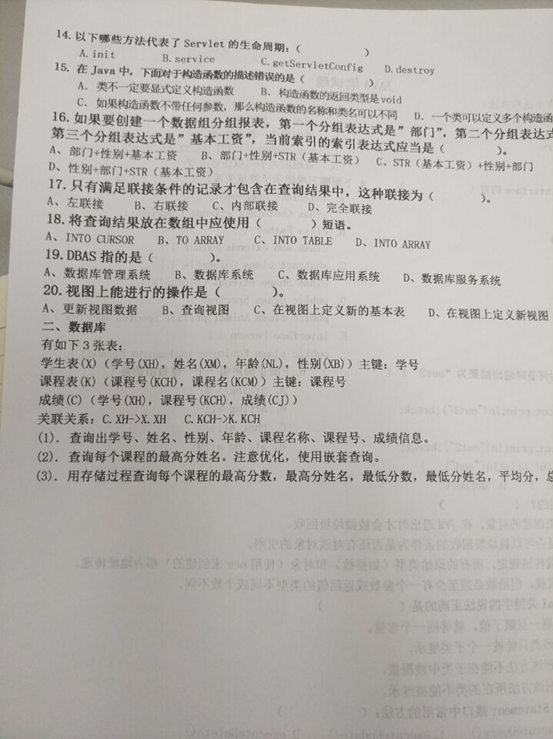 14. 以下哪些方法代表了 Servlet 的生命周期：（ ）
A. init B. service C. getServletConfig D. destroy
15. 在 Java 中，下面对于构造函数的描述错误的是（ ）
A. 类不一定要显式定义构造函数 B. 构造函数的返回类型是 void
C. 如果构造函数不带任何参数，那么构造函数的名称和类名可以不同 D. 一个类可以定义多个构造函
16. 如果要创建一个数据组分组报表，第一个分组表达式是”部门”，第二个分组表达式
第三个分组表达式是”基本工资”，当前索引的索引表达式应当是（ ）。
A、部门+性别+基本工资 B、部门+性别+STR（基本工资） C、STR（基本工资）+性别+部门
D、性别+部门+STR（基本工资）
17. 只有满足联接条件的记录才包含在查询结果中，这种联接为（ ）。
A、左联接 B、右联接 C、内部联接 D、完全联接
18. 将查询结果放在数组中应使用（ ）短语。
A、INTO CURSOR B、TO ARRAY C、INTO TABLE D、INTO ARRAY
19. DBAS 指的是（ ）。
A、数据库管理系统 B、数据库系统 C、数据库应用系统 D、数据库服务系统
20. 视图上能进行的操作是（ ）。
A、更新视图数据 B、查询视图 C、在视图上定义新的基本表 D、在视图上定义新视图
二、数据库
有如下 3 张表：
学生表(X)（学号(XH)，姓名(XM)，年龄(NL)，性别(XB)）主键：学号
课程表(K)（课程号(KCH)，课程名(KCM)）主键：课程号
成绩(C)（学号(XH)，课程号(KCH)，成绩(CJ)）
关联关系：C.XH->X.XH C.KCH->K.KCH
(1). 查询出学号、姓名、性别、年龄、课程名称、课程号、成绩信息。
(2). 查询每个课程的最高分姓名。注意优化，使用嵌套查询。
(3). 用存储过程查询每个课程的最高分数，最高分姓名，最低分数，最低分姓名，平均分，总